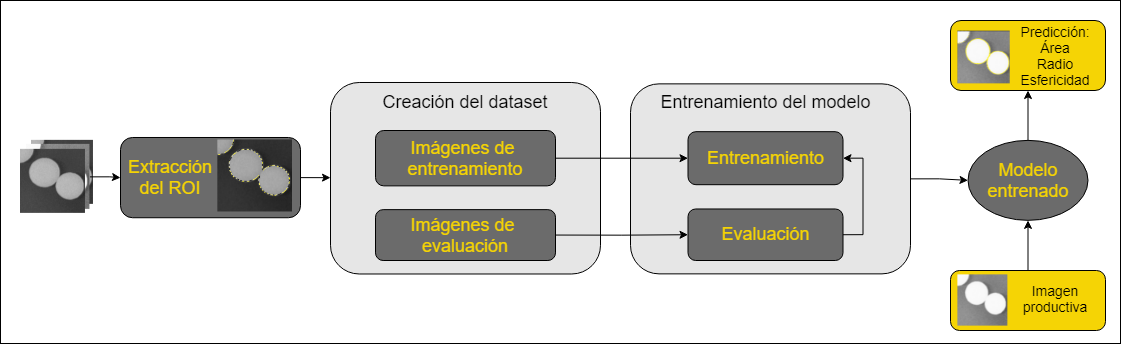 Extracción
del ROI
Creación del dataset
Imágenes de
entrenamiento
Imágenes de
evaluación
Entrenamiento del modelo
Entrenamiento
Evaluación
Predicción:
Área
Radio
Esfericidad
Modelo
entrenado
Imagen
productiva